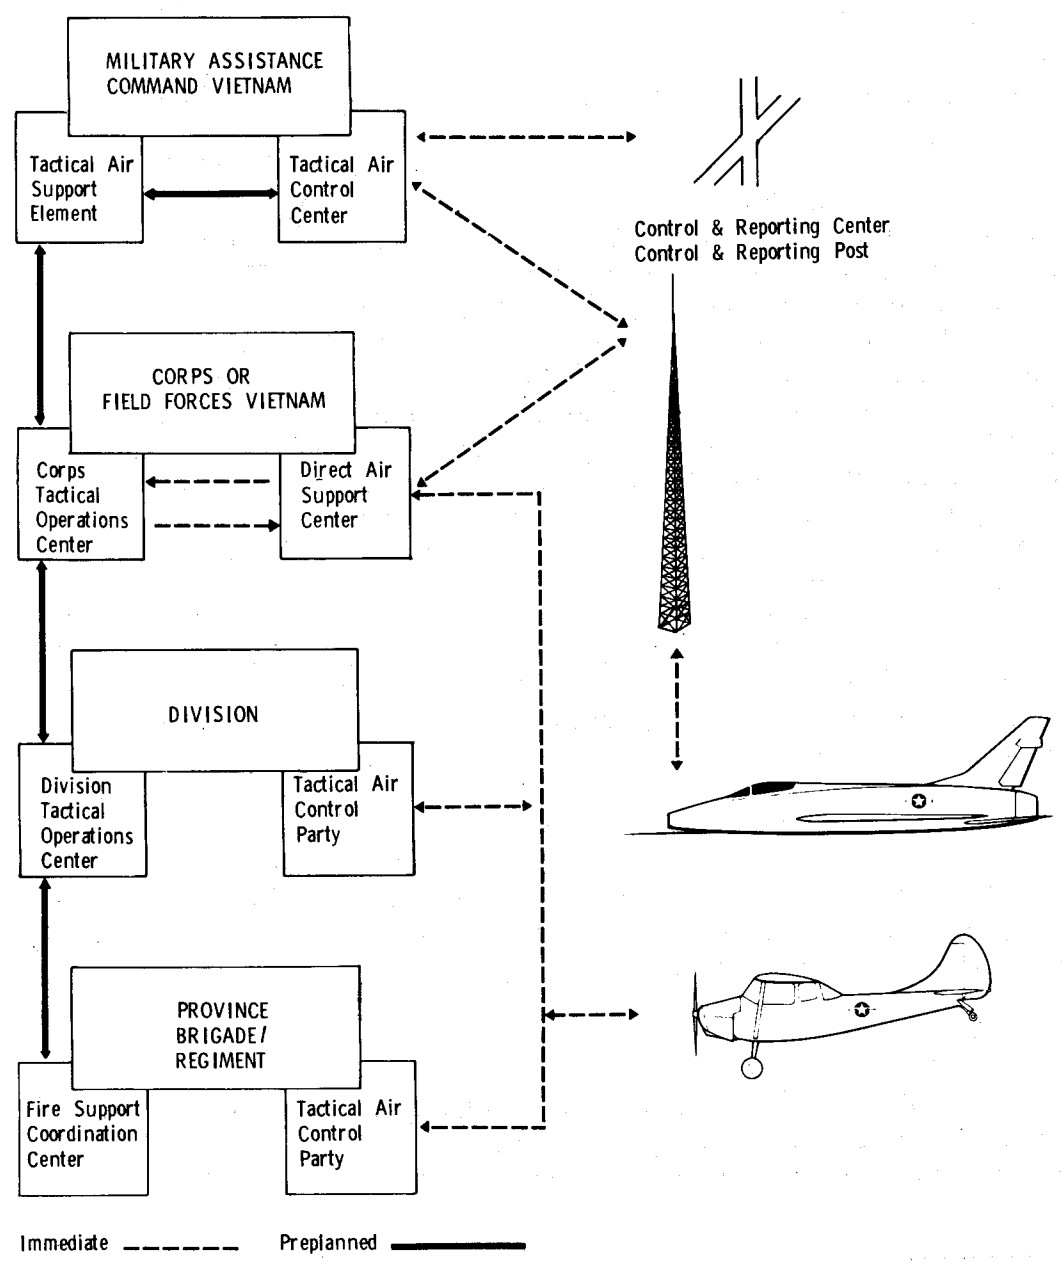 MILITARY ASSISTANCE
COMMAND VIETNAM
Tactical Air
Support
Element
Tactical Air
Control
Center
Control & Reporting Center
Control & Reporting Post
CORPS OR
FIELD FORCES VIETNAM
Corps
Tactical
Operations
Center
Direct Air
Support
Center
DIVISION
Division
Tactical
Operations
Center
Tactical Air
Control
Party
PROVINCE
BRIGADE/
REGIMENT
Fire Support
Coordination
Center
Tactical Air
Control
Party
Immediate
Preplanned